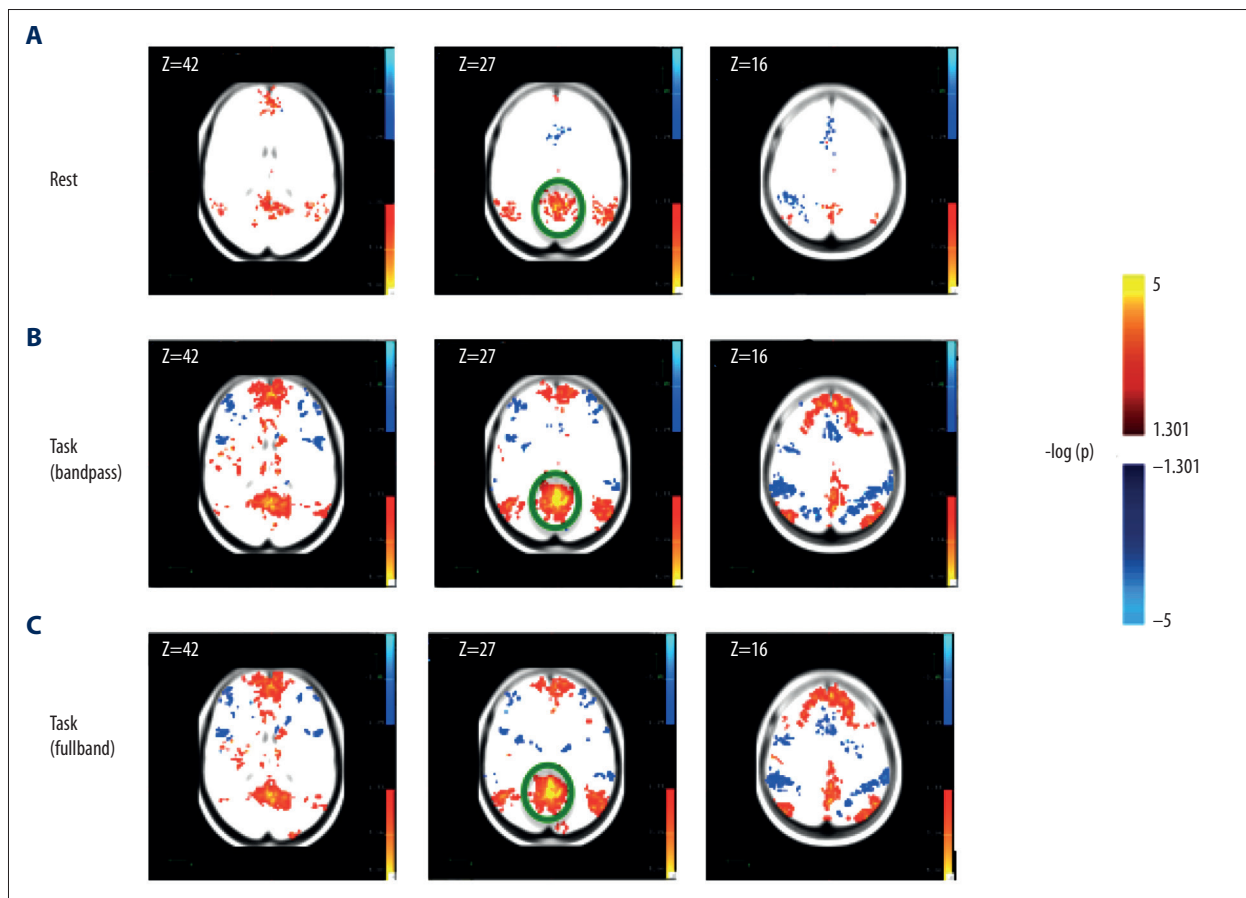 A
Z=42
Z=27
Z=16
Rest
B
Z=42
Z=27
Z=16
Task
(bandpass)
5
1.301
-log (p)
−1.301
−5
C
Z=42
Z=27
Z=16
Task
(fullband)